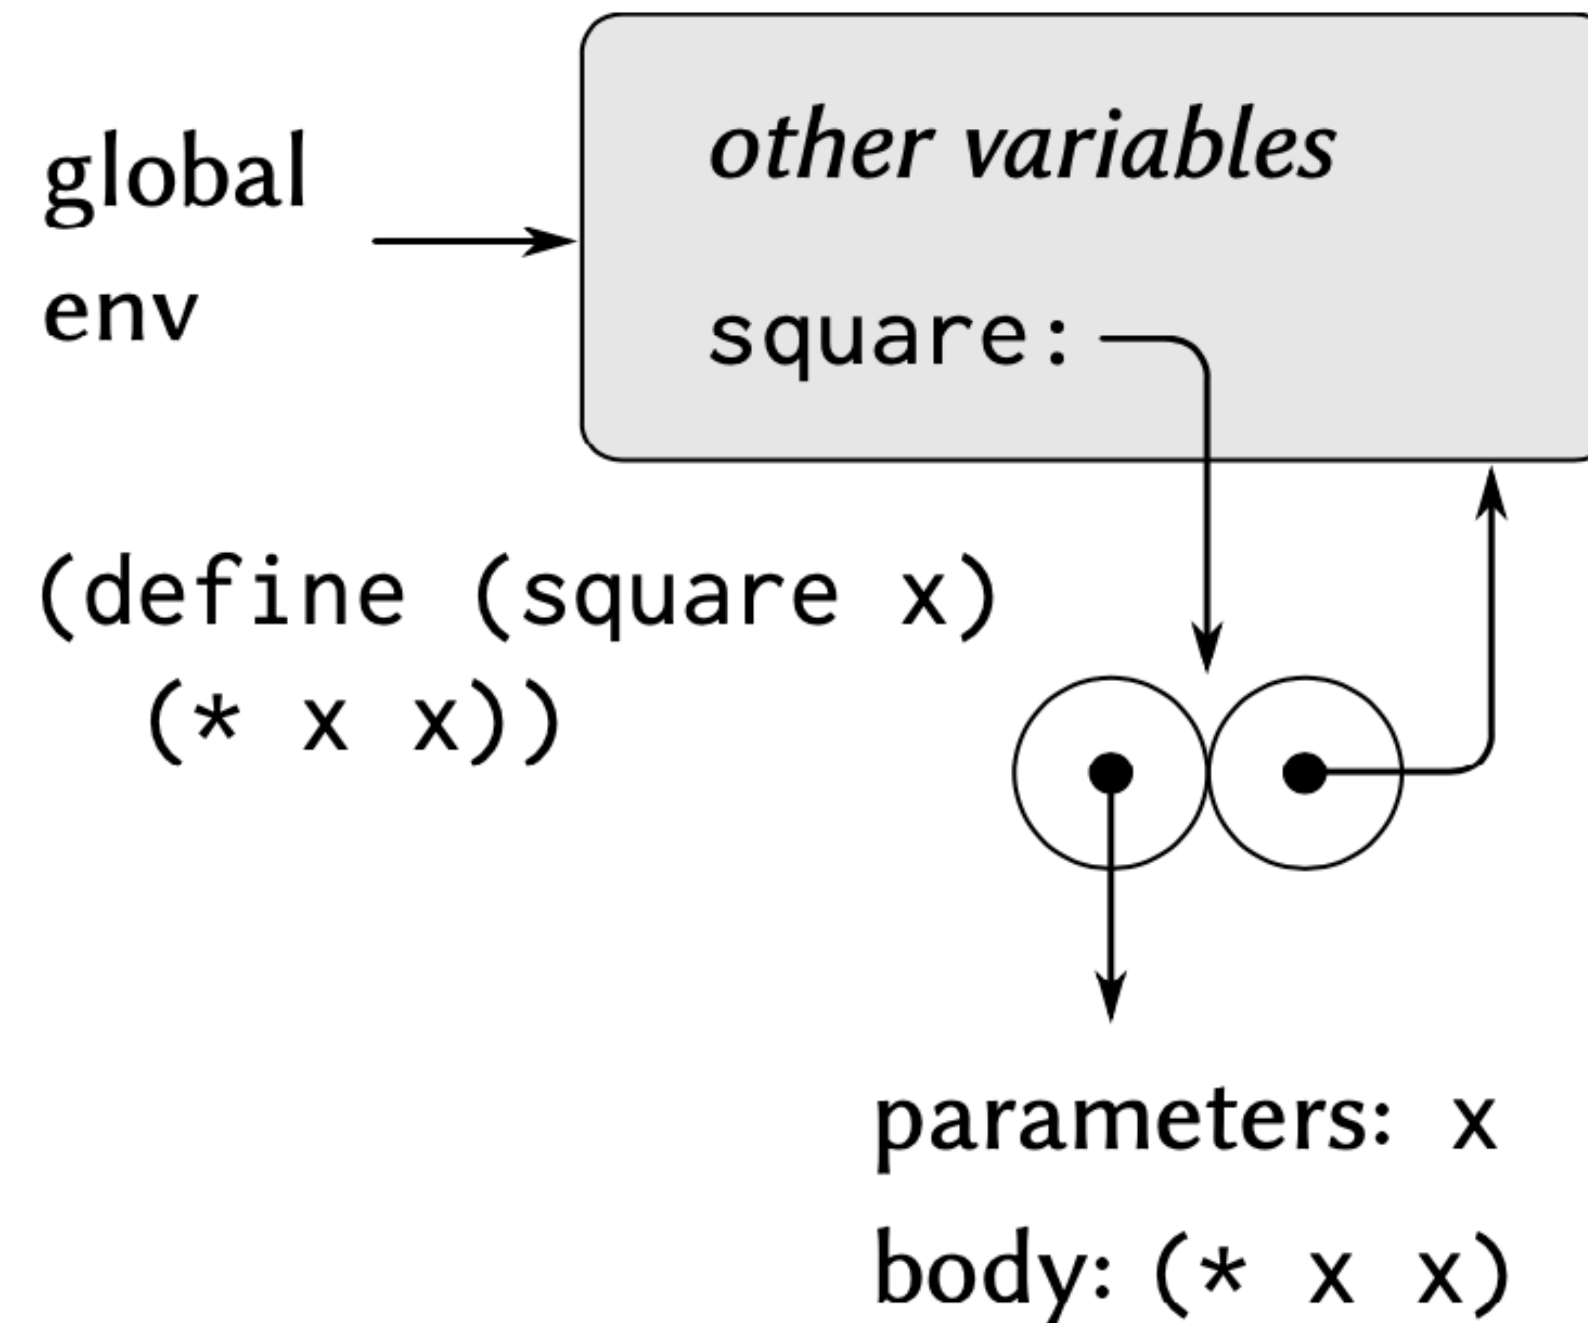 other variables
global
env
square:
(define (square x)
(* x x))
parameters: x
body: (* x x)